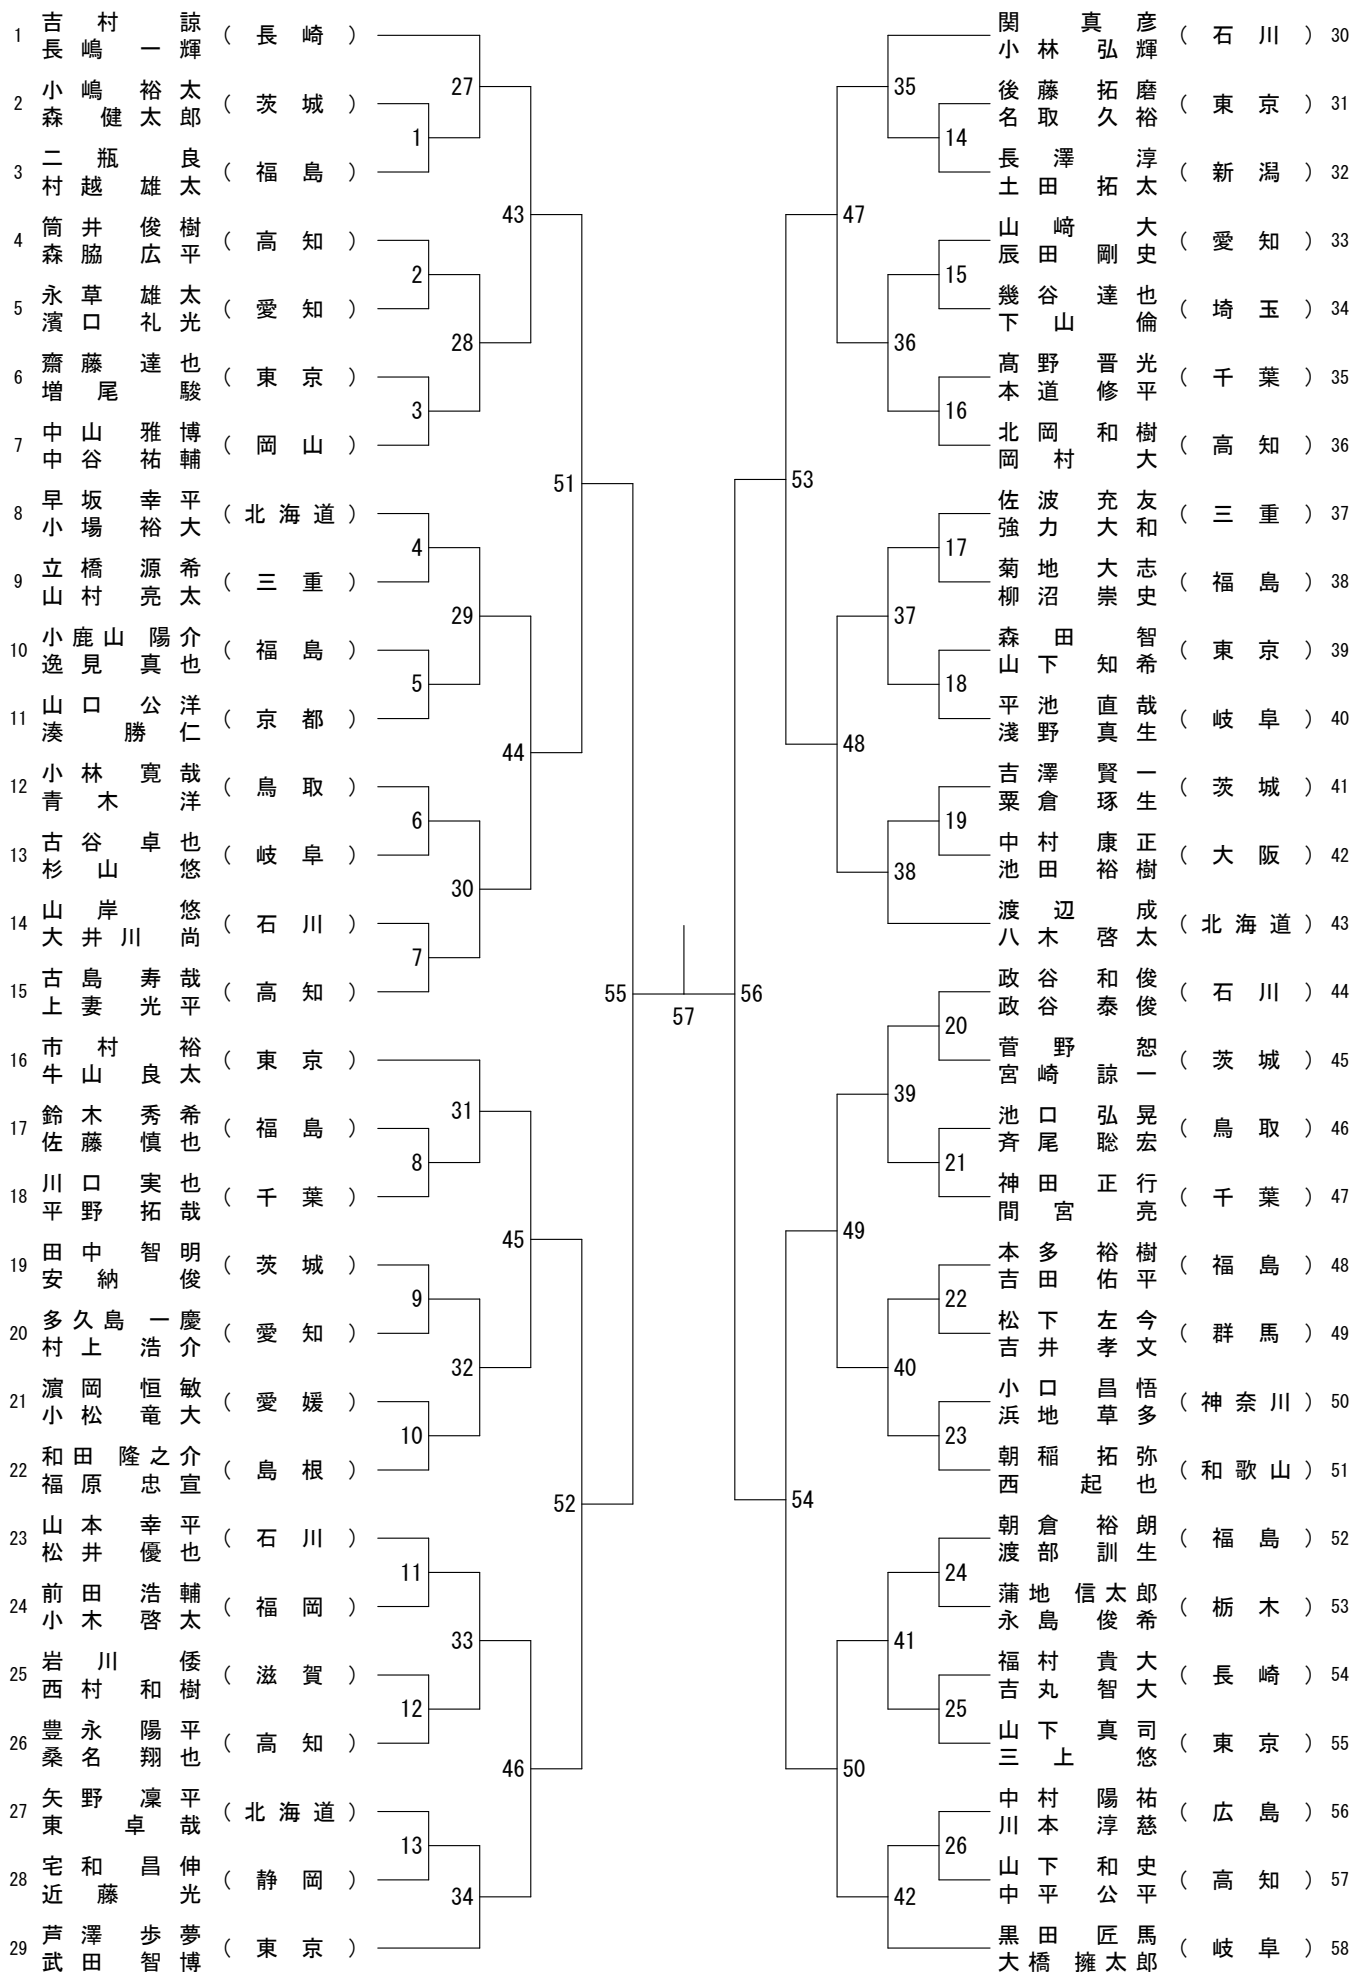 1 吉村 諒 (長崎)
長嶋 一輝
2 小嶋 裕太 (茨城)
森 健太郎
3 二瓶 良 (福島)
村越 雄太
4 筒井 俊樹 (高知)
森脇 広平
5 永草 雄太 (愛知)
濱口 礼光
6 齋藤 達也 (東京)
増尾 駿
7 中山 雅博 (岡山)
中谷 祐輔
8 早坂 幸平 (北海道)
小場 裕大
9 立橋 源希 (三重)
山村 亮太
10 小鹿山 陽介 (福島)
逸見 真也
11 山口 公洋 (京都)
湊 勝仁
12 小林 寛哉 (鳥取)
青木 洋
13 古谷 卓也 (岐阜)
杉山 悠
14 山岸 悠 (石川)
大井川 尚
15 古島 寿哉 (高知)
上妻 光平
16 市村 裕 (東京)
牛山 良太
17 鈴木 秀希 (福島)
佐藤 慎也
18 川口 実也 (千葉)
平野 拓哉
19 田中 智明 (茨城)
安納 俊
20 多久島 一慶 (愛知)
村上 浩介
21 濵岡 恒敏 (愛媛)
小松 竜大
22 和田 隆之介 (島根)
福原 忠宣
23 山本 幸平 (石川)
松井 優也
24 前田 浩輔 (福岡)
小木 啓太
25 岩川 倭 (滋賀)
西村 和樹
26 豊永 陽平 (高知)
桑名 翔也
27 矢野 凜平 (北海道)
東 卓哉
28 宅和 昌伸 (静岡)
近藤 光
29 芦澤 歩夢 (東京)
武田 智博
1
2
3
4
5
6
7
8
9
10
11
12
13
27
28
29
30
31
32
33
34
43
44
45
46
51
52
55
57
56
53
54
47
48
49
50
35
36
37
38
39
40
41
42
14
15
16
17
18
19
20
21
22
23
24
25
26
関 真彦 (石川) 30
小林 弘輝
後藤 拓磨 (東京) 31
名取 久裕
長澤 淳 (新潟) 32
土田 拓太
山﨑 大 (愛知) 33
辰田 剛史
幾谷 達也 (埼玉) 34
下山 倫
髙野 晋光 (千葉) 35
本道 修平
北岡 和樹 (高知) 36
岡村 大
佐波 充友 (三重) 37
強力 大和
菊地 大志 (福島) 38
柳沼 崇史
森田 智 (東京) 39
山下 知希
平池 直哉 (岐阜) 40
淺野 真生
吉澤 賢一 (茨城) 41
粟倉 琢生
中村 康正 (大阪) 42
池田 裕樹
渡辺 成 (北海道) 43
八木 啓太
政谷 和俊 (石川) 44
政谷 泰俊
菅野 恕 (茨城) 45
宮崎 諒一
池口 弘晃 (鳥取) 46
斉尾 聡宏
神田 正行 (千葉) 47
間宮 亮
本多 裕樹 (福島) 48
吉田 佑平
松下 左今 (群馬) 49
吉井 孝文
小口 昌悟 (神奈川) 50
浜地 草多
朝稲 拓弥 (和歌山) 51
西 起也
朝倉 裕朗 (福島) 52
渡部 訓生
蒲地 信太郎 (栃木) 53
永島 俊希
福村 貴大 (長崎) 54
吉丸 智大
山下 真司 (東京) 55
三上 悠
中村 陽祐 (広島) 56
川本 淳慈
山下 和史 (高知) 57
中平 公平
黒田 匠馬 (岐阜) 58
大橋 擁太郎